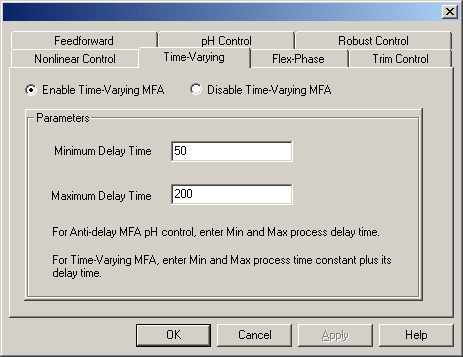 Feedforward pH Control Robust Control
Nonlinear Control Time-Varying Flex-Phase Trim Control
Enable Time-Varying MFA Disable Time-Varying MFA
Parameters
Minimum Delay Time 50
Maximum Delay Time 200
For Anti-delay MFA pH control, enter Min and Max process delay time.
For Time-Varying MFA, enter Min and Max process time constant plus its
delay time.
OK Cancel Apply Help